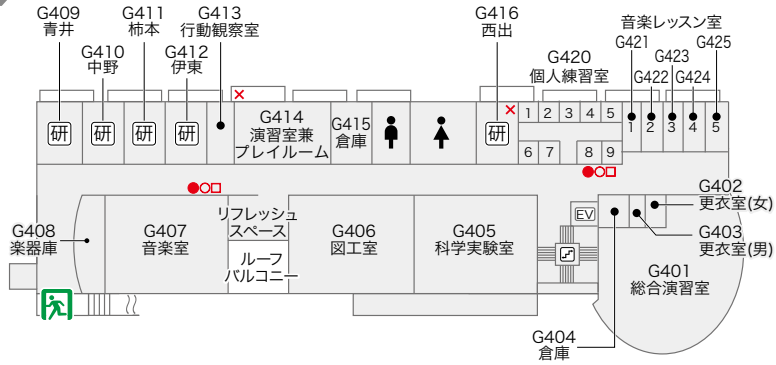 G409
青井
G410
中野
G411
柿本
G412
伊東
G413
行動観察室
G416
西出
G420
個人練習室
音楽レッスン室
G421
G422
G423
G424
G425
研
研
研
研
G414
演習室兼
プレイルーム
G415
倉庫
研
1 2 3 4 5
6 7 8 9
1 2 3 4 5
G408
楽器庫
G407
音楽室
リフレッシュ
スペース
ルーフ
バルコニー
G406
図工室
G405
科学実験室
EV
G402
更衣室(女)
G403
更衣室(男)
G401
総合演習室
G404
倉庫